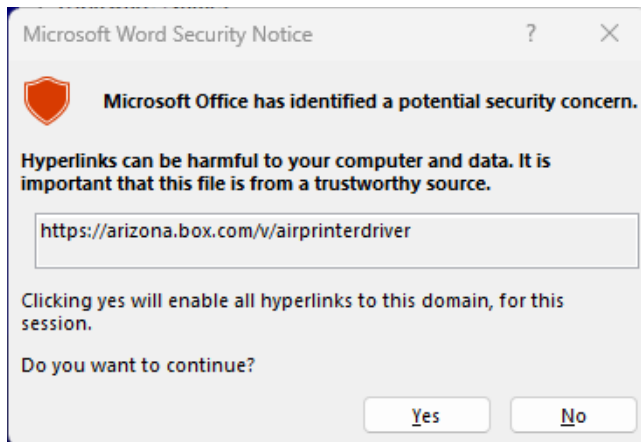 Microsoft Word Security Notice
?
Microsoft Office has identified a potential security concern.
Hyperlinks can be harmful to your computer and data. It is
important that this file is from a trustworthy source.
https://arizona.box.com/v/airprinterdriver
Clicking yes will enable all hyperlinks to this domain, for this
session.
Do you want to continue?
Yes No